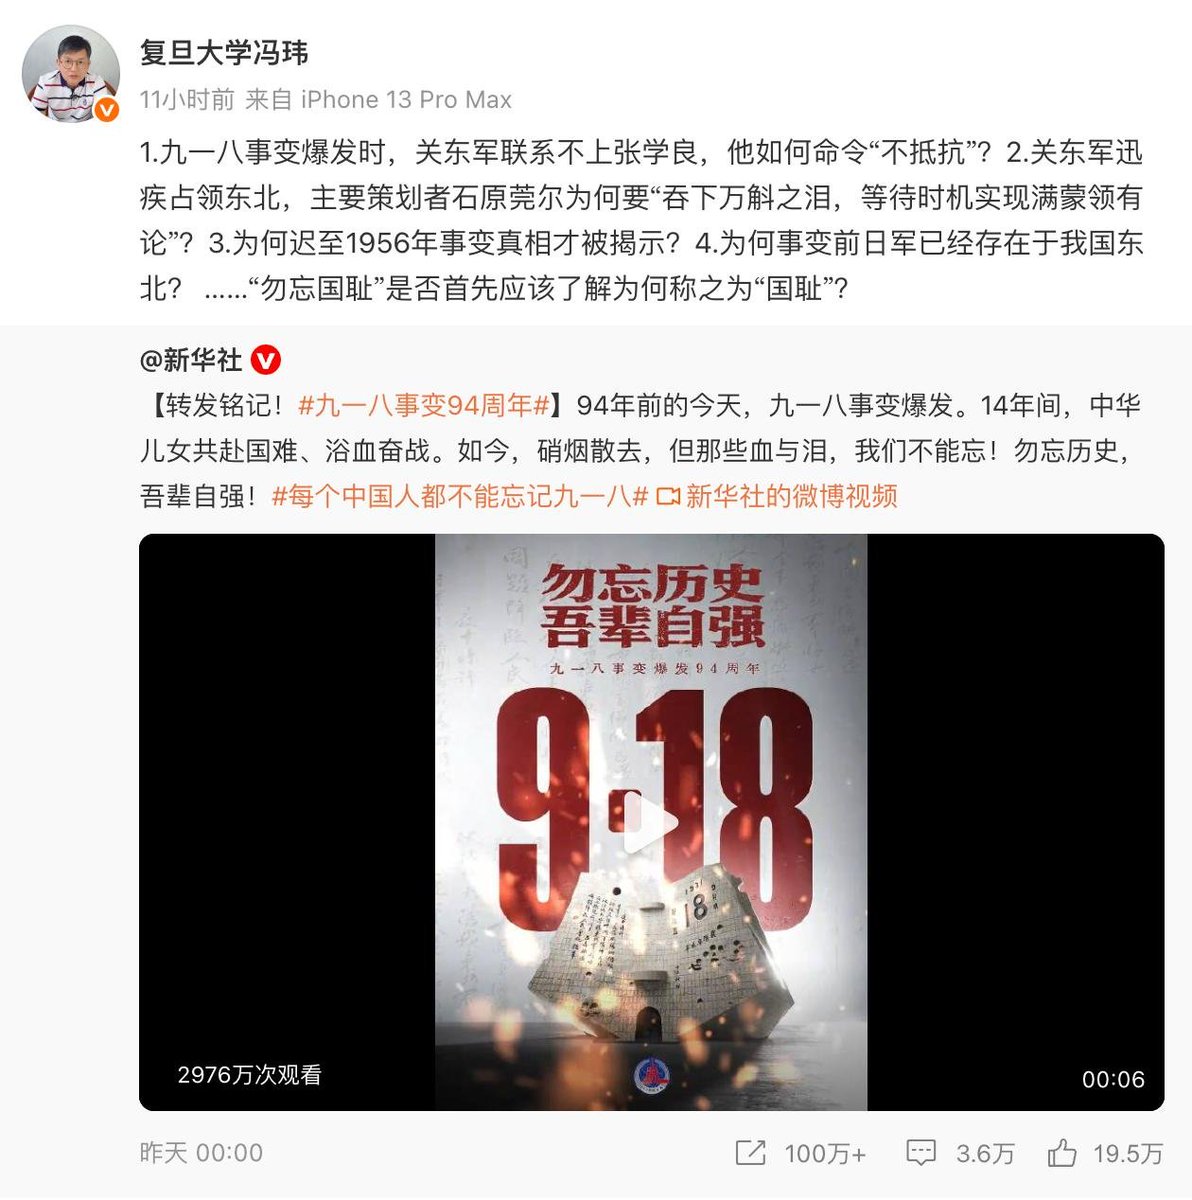 复旦大学冯玮
11小时前 来自 iPhone 13 Pro Max
1.九一八事变爆发时，关东军联系不上张学良，他如何命令“不抵抗”？2.关东军迅
疾占领东北，主要策划者石原莞尔为何要“吞下万斛之泪，等待时机实现满蒙领有
论”？3.为何迟至1956年事变真相才被揭示？4.为何事变前日军已经存在于我国东
北？ ......“勿忘国耻”是否首先应该了解为何称之为“国耻”？
@新华社
【转发铭记！#九一八事变94周年#】94年前的今天，九一八事变爆发。14年间，中华
儿女共赴国难、浴血奋战。如今，硝烟散去，但那些血与泪，我们不能忘！勿忘历史，
吾辈自强！#每个中国人都不能忘记九一八# 新华社的微博视频
勿忘历史
吾辈自强
九一八事变爆发94周年
9·18
18
2976万次观看
00:06
昨天 00:00
100万+
3.6万
19.5万